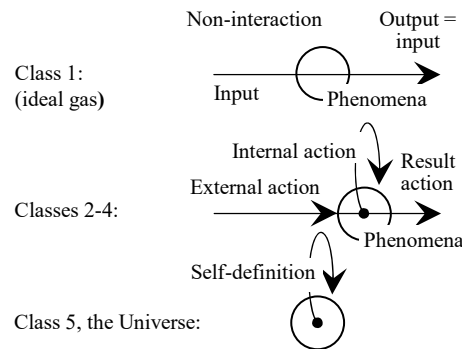 Non-interaction
Output =
input
Class 1:
(ideal gas)
Input
Phenomena
Internal action
Result
action
External action
Classes 2-4:
Phenomena
Self-definition
Class 5, the Universe: